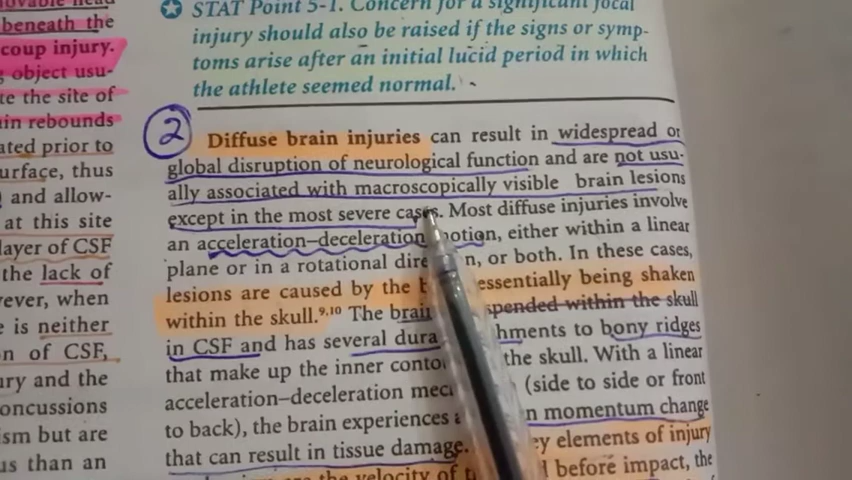 beneath the
coup injury.
object usu-
te the site of
in rebounds
ated prior to
urface, thus
and allow-
at this site
layer of CSF
the lack of
ever, when
e is neither
n of CSF,
ury and the
oncussions
ism but are
us than an
STAT Point 5-1. Concern for a significant focal
injury should also be raised if the signs or symp-
toms arise after an initial lucid period in which
the athlete seemed normal.
2
Diffuse brain injuries can result in widespread or
global disruption of neurological function and are not usu-
ally associated with macroscopically visible brain lesions
except in the most severe cases. Most diffuse injuries involve
an acceleration–deceleration motion, either within a linear
plane or in a rotational dire n, or both. In these cases,
lesions are caused by the b essentially being shaken
within the skull.9,10 The brain spended within the skull
in CSF and has several dura hments to bony ridges
that make up the inner conto the skull. With a linear
acceleration–deceleration mec (side to side or front
to back), the brain experiences a n momentum change
that can result in tissue damage. ey elements of injury
are the velocity of t d before impact, the